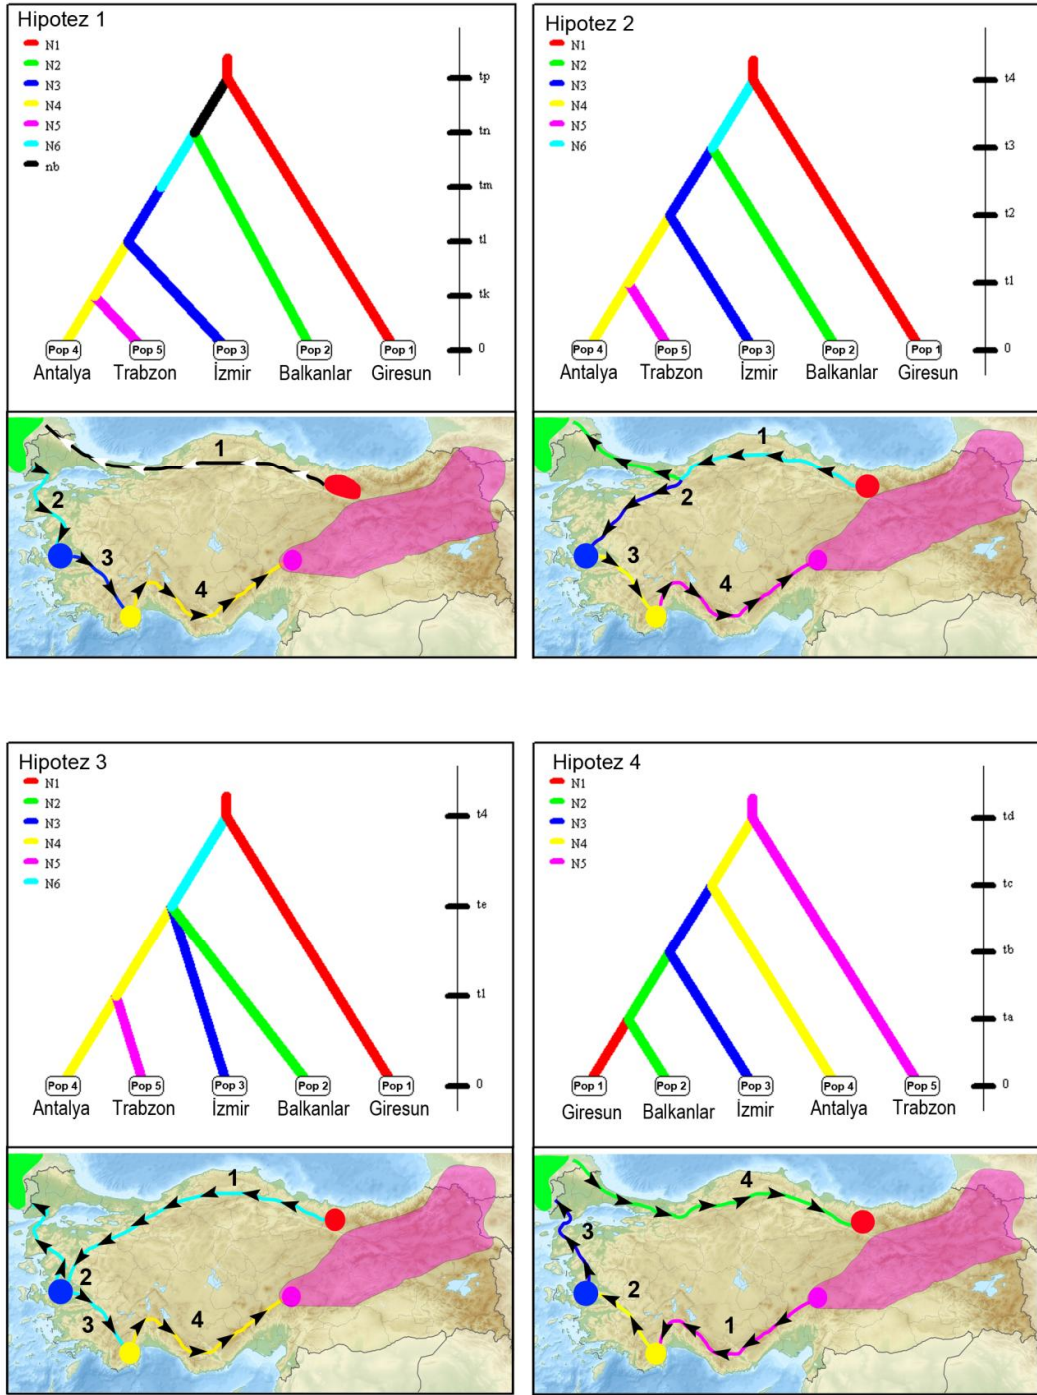 Hipotez 1
N1
N2
N3
N4
N5
N6
nb
tp
tn
tm
tl
tk
0
Pop 4 Pop 5 Pop 3 Pop 2 Pop 1
Antalya Trabzon İzmir Balkanlar Giresun
1
2
3
4
Hipotez 2
N1
N2
N3
N4
N5
N6
t4
t3
t2
t1
0
Pop 4 Pop 5 Pop 3 Pop 2 Pop 1
Antalya Trabzon İzmir Balkanlar Giresun
1
2
3
4
Hipotez 3
N1
N2
N3
N4
N5
N6
t4
te
t1
0
Pop 4 Pop 5 Pop 3 Pop 2 Pop 1
Antalya Trabzon İzmir Balkanlar Giresun
1
2
3
4
Hipotez 4
N1
N2
N3
N4
N5
td
tc
tb
ta
0
Pop 1 Pop 2 Pop 3 Pop 4 Pop 5
Giresun Balkanlar İzmir Antalya Trabzon
4
3
2
1